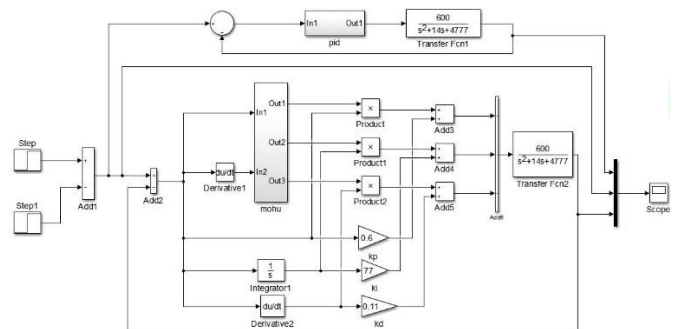 600
In1 Out1
s²+14s+4777
pid
Transfer Fcn1
Step
Step1
Add1
Add2
du/dt
Derivative1
In1
In2
Out1
Out2
Out3
mohu
×
Product
×
Product1
×
Product2
Add3
Add4
Add5
600
s²+14s+4777
Transfer Fcn2
Scope
0.6
kp
1
s
Integrator1
77
ki
du/dt
Derivative2
0.11
kd